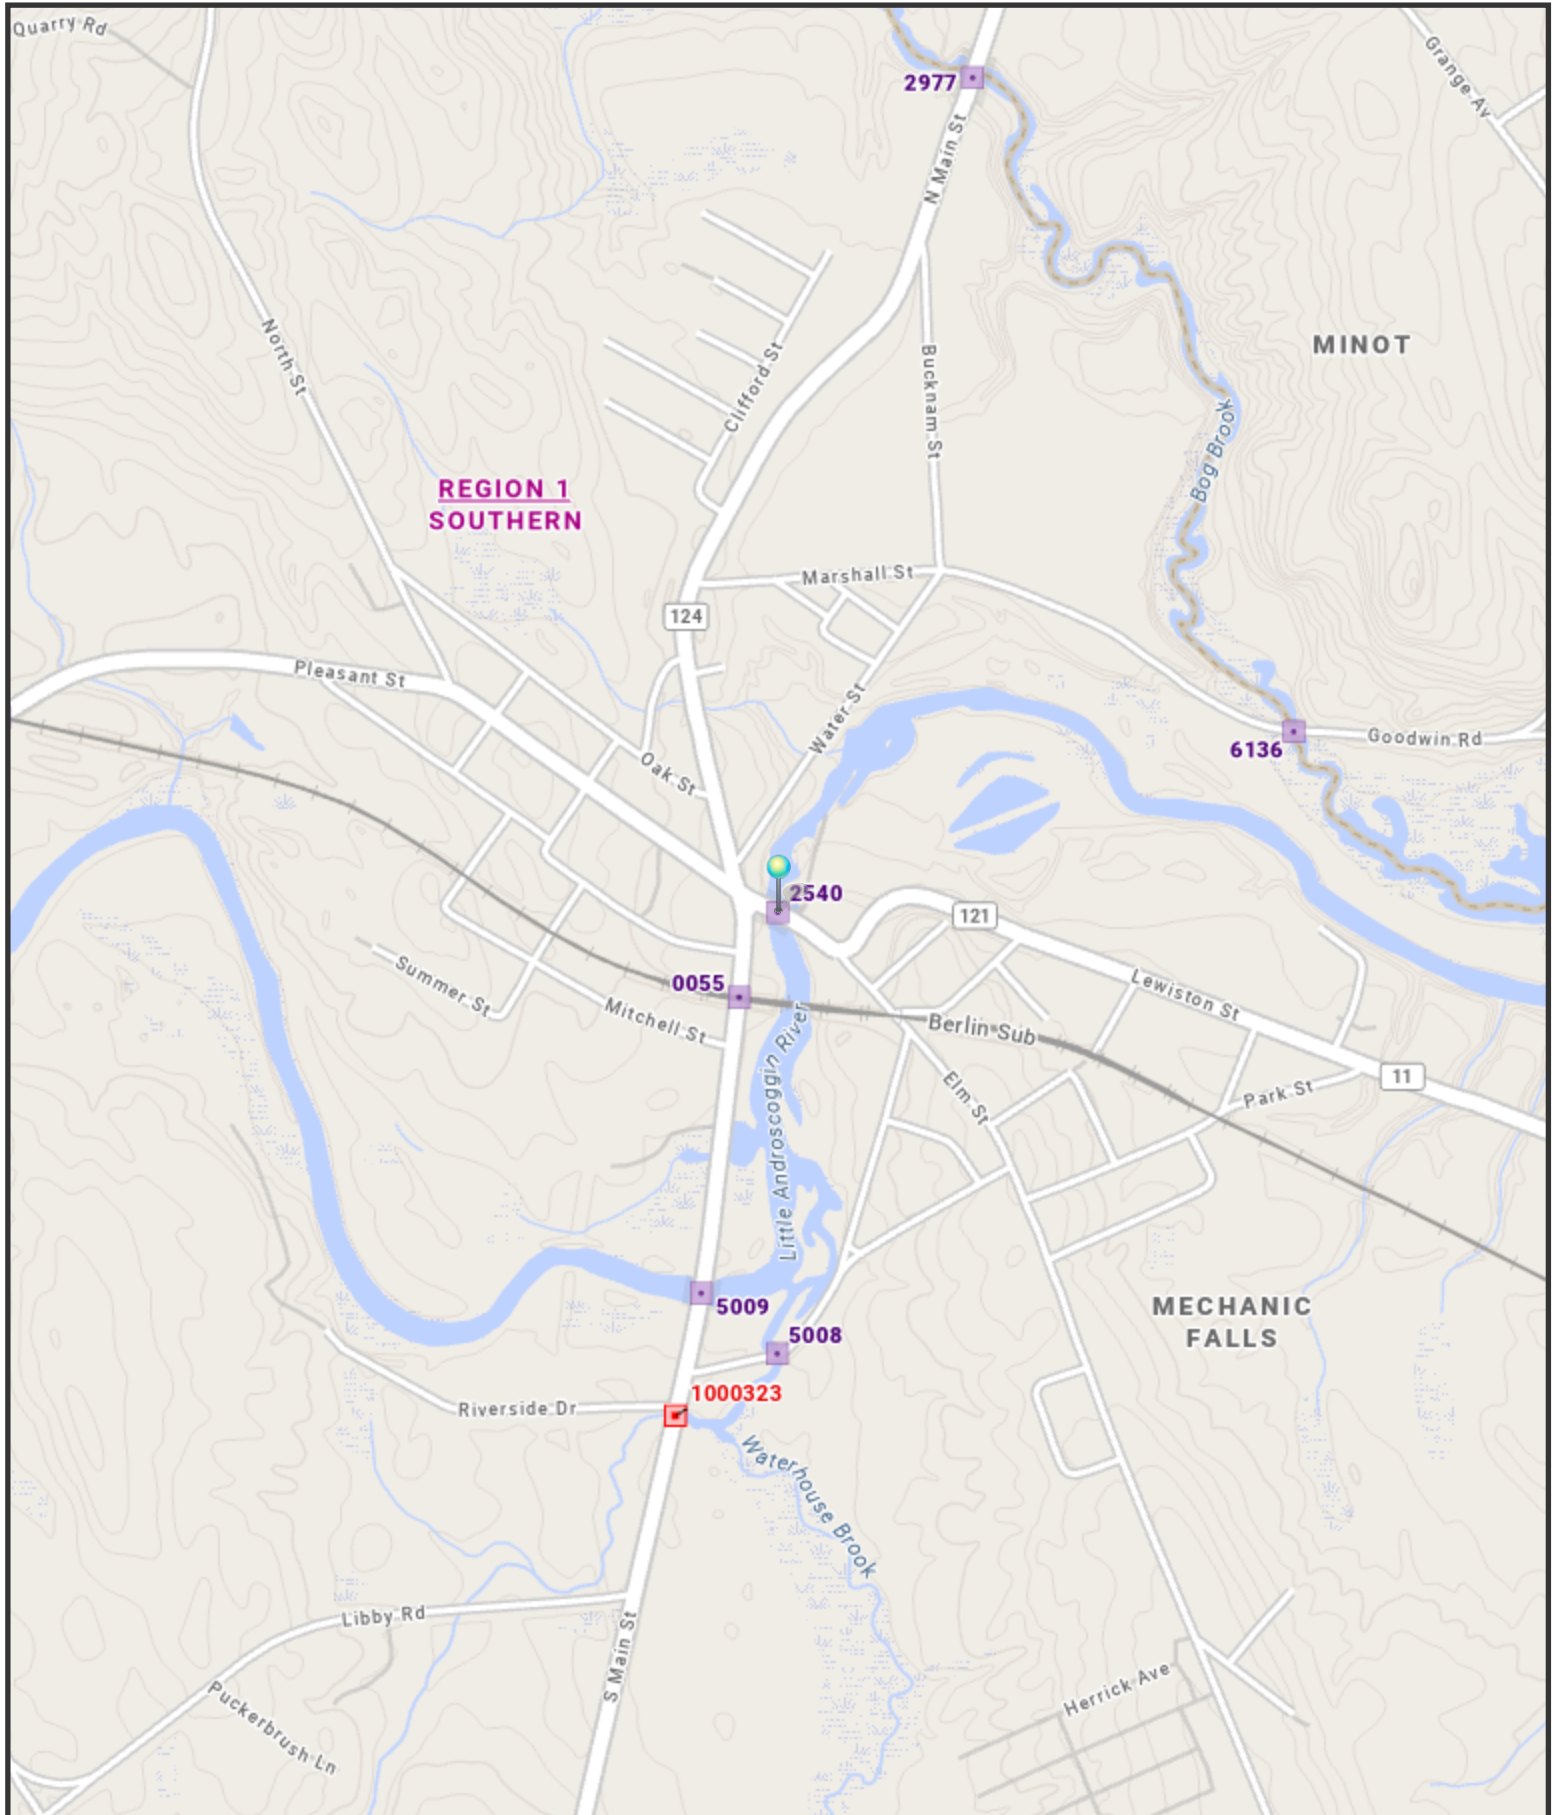 Quarry Rd
Grange Av
2977
N Main St
North St
MINOT
Clifford St
Bucknam St
Bog Brook
REGION 1
SOUTHERN
Marshall St
124
Pleasant St
Water St
Oak St
Goodwin Rd
6136
2540
121
Summer St
0055
Mitchell St
Lewiston St
Berlin Sub
Little Androscoggin River
Elm St
Park St
11
5009
MECHANIC
FALLS
5008
1000323
Riverside Dr
Waterhouse Brook
Libby Rd
S Main St
Herrick Ave
Puckerbrush Ln